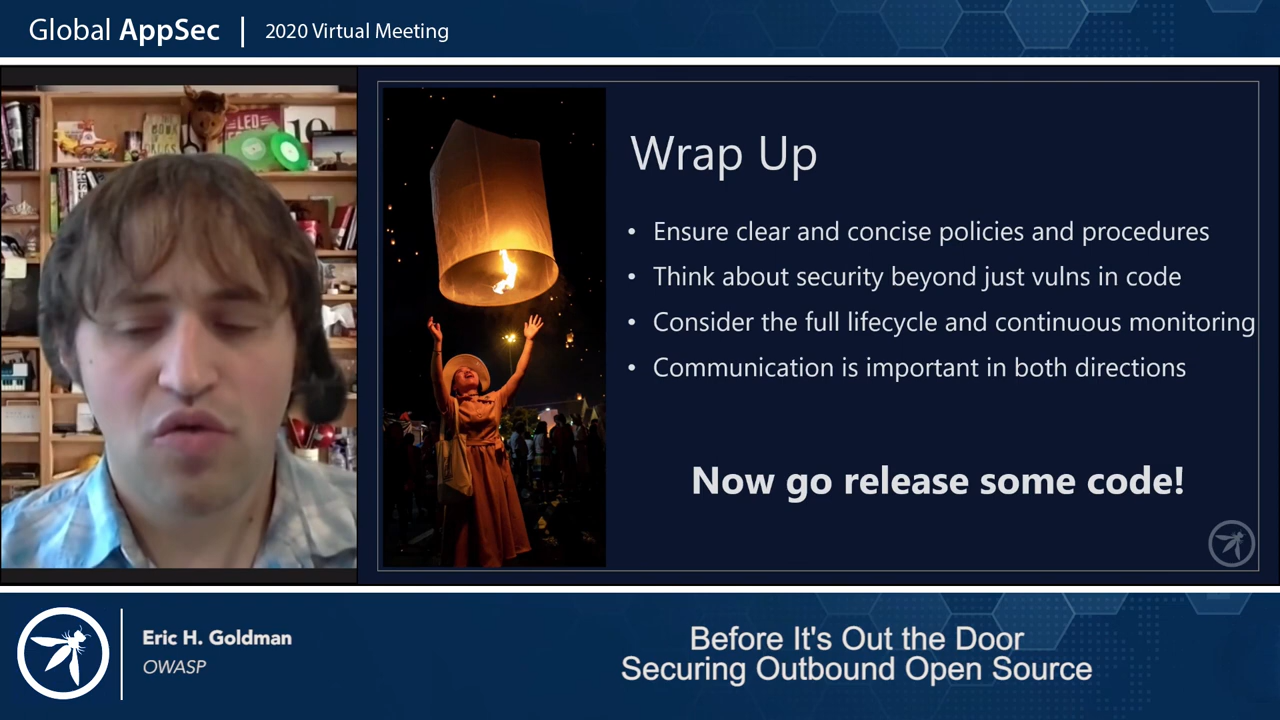 Global AppSec | 2020 Virtual Meeting
Wrap Up
• Ensure clear and concise policies and procedures
• Think about security beyond just vulns in code
• Consider the full lifecycle and continuous monitoring
• Communication is important in both directions
Now go release some code!
Eric H. Goldman
OWASP
Before It's Out the Door
Securing Outbound Open Source